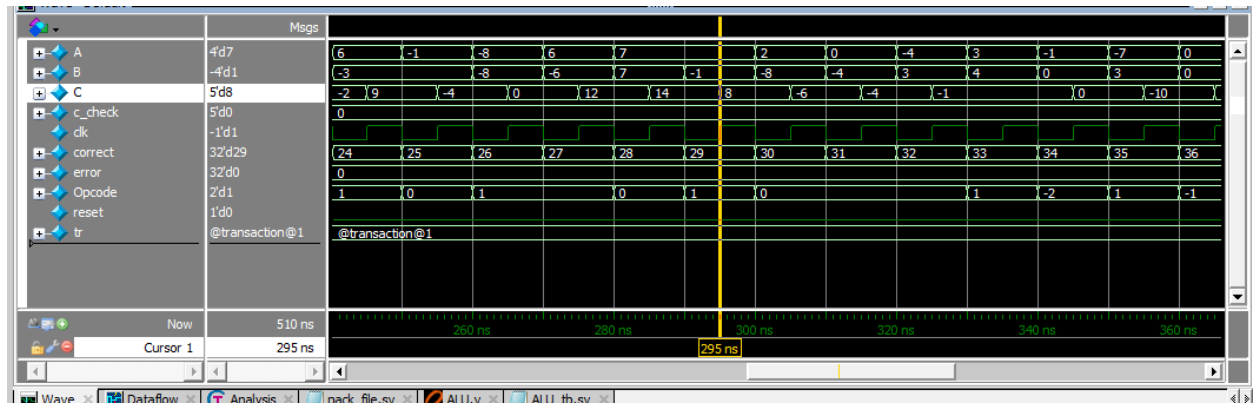 Msgs
A 4'd7 6 -1 -8 6 7 2 0 -4 3 -1 -7 0
B -4'd1 -3 -8 -6 7 -1 -8 -4 3 4 0 3 0
C 5'd8 -2 9 -4 0 12 14 8 -6 -4 -1 0 -10
c_check 5'd0 0
clk -1'd1
correct 32'd29 24 25 26 27 28 29 30 31 32 33 34 35 36
error 32'd0 0
Opcode 2'd1 1 0 1 0 1 0 1 -2 1 -1
reset 1'd0
tr @transaction@1 @transaction@1
Now 510 ns 260 ns 280 ns 300 ns 320 ns 340 ns 360 ns
Cursor 1 295 ns 295 ns
Wave Dataflow Analysis pack_file.sv ALU.v ALU_tb.sv